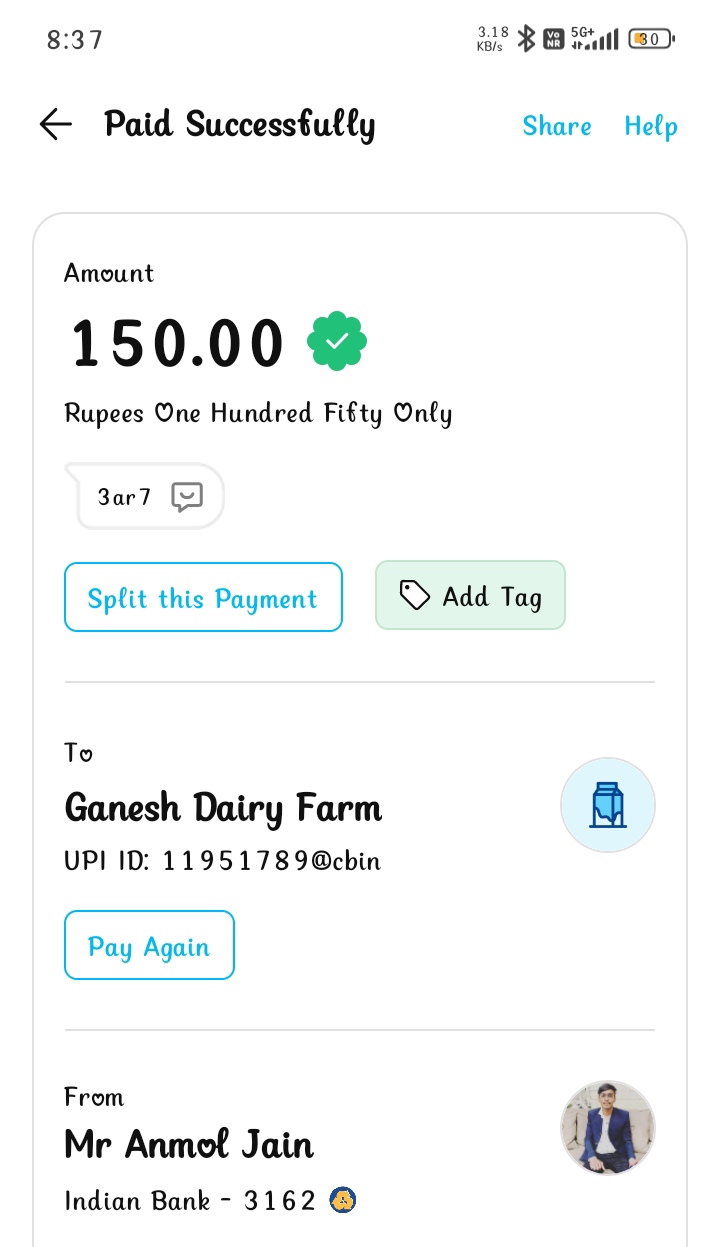 8:37
3.18 KB/s Vo NR 5G+ 30
Paid Successfully
Share Help
Amount
150.00
Rupees One Hundred Fifty Only
3ar7
Split this Payment
Add Tag
To
Ganesh Dairy Farm
UPI ID: 11951789@cbin
Pay Again
From
Mr Anmol Jain
Indian Bank - 3162